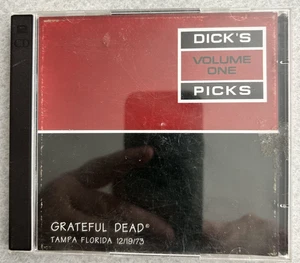 DICK'S
VOLUME
ONE
PICKS
GRATEFUL DEAD®
TAMPA FLORIDA 12/19/73